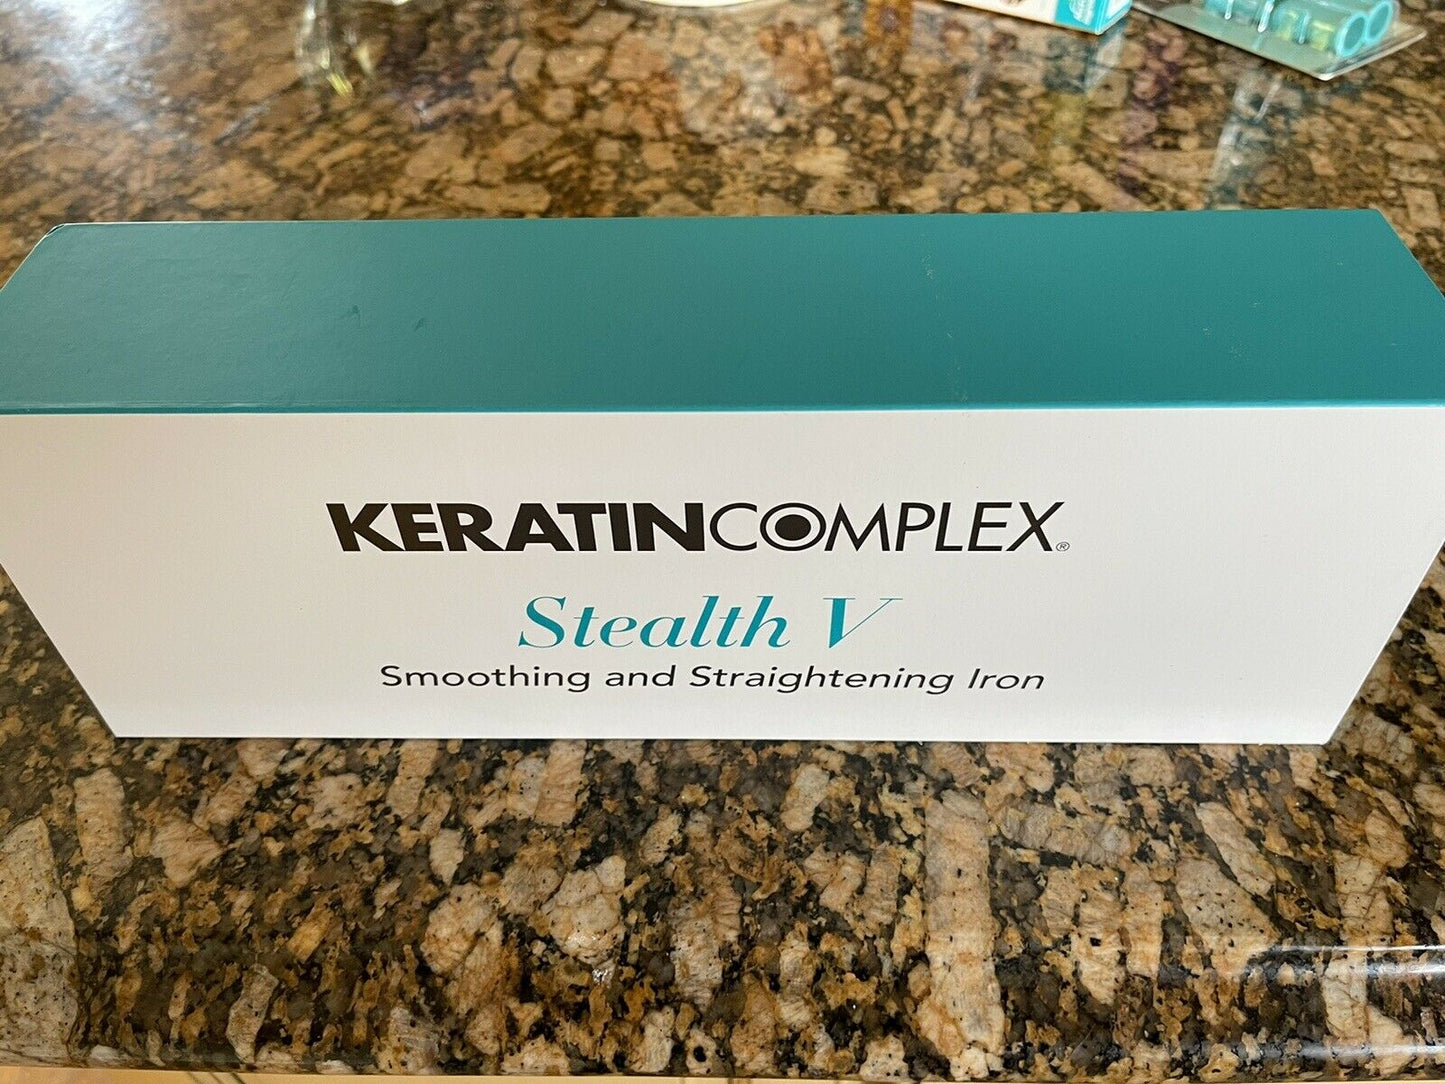 KERATINCOMPLEX®
Stealth V
Smoothing and Straightening Iron